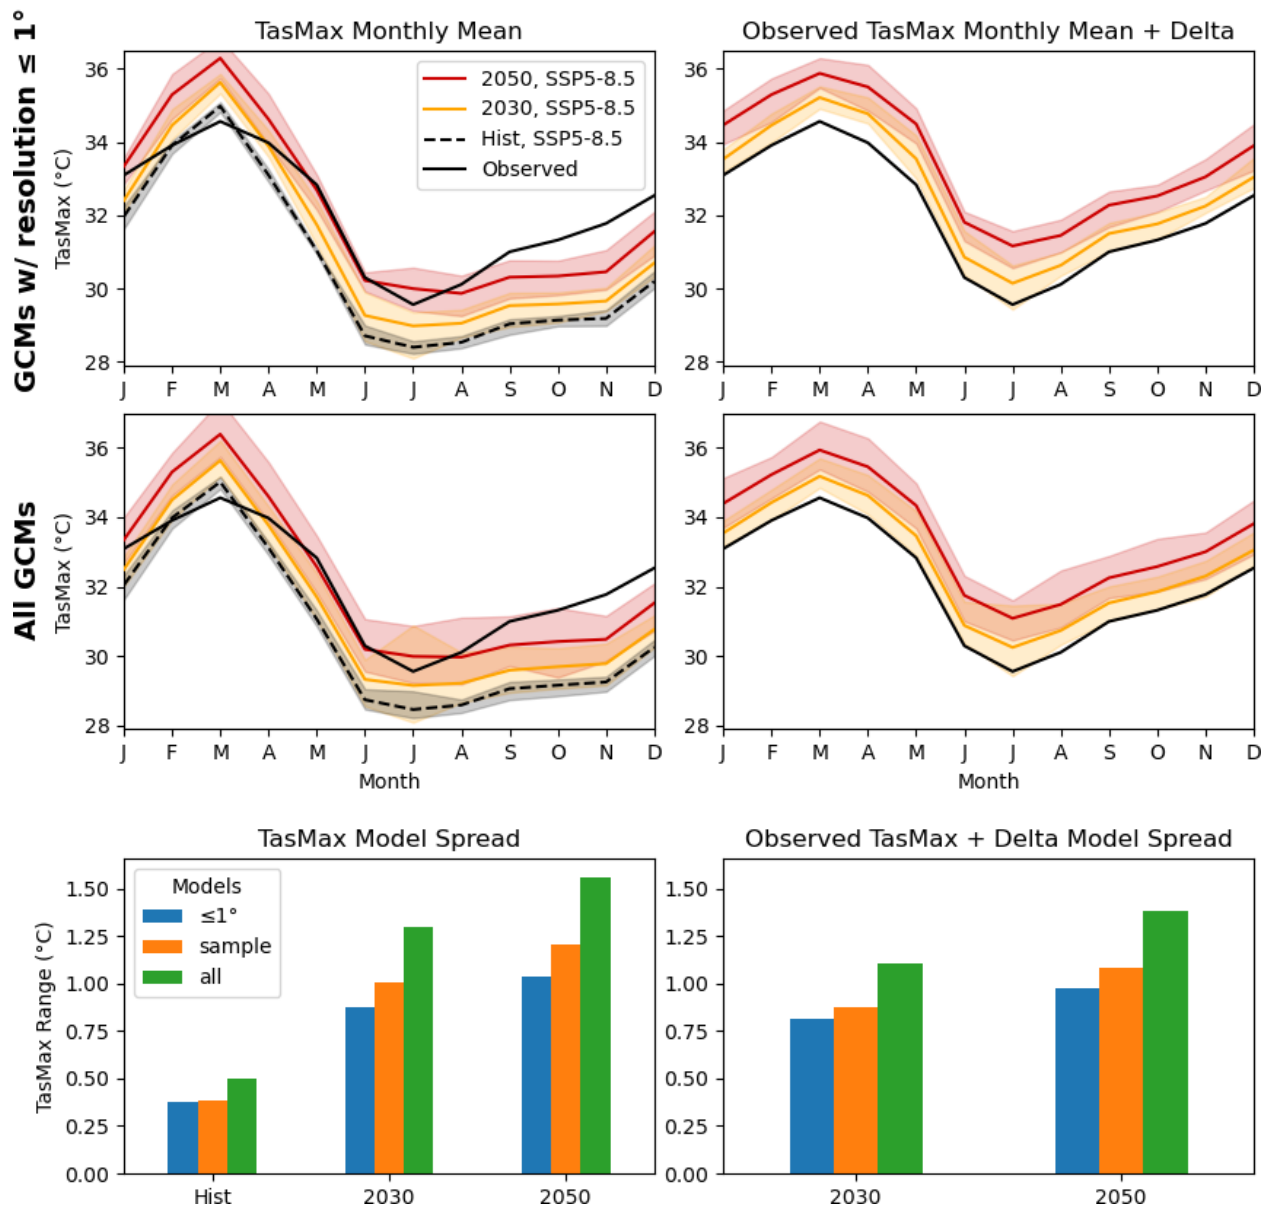 TasMax Monthly Mean
Observed TasMax Monthly Mean + Delta
GCMs w/ resolution ≤ 1°
TasMax (°C)
36
34
32
30
28
2050, SSP5-8.5
2030, SSP5-8.5
Hist, SSP5-8.5
Observed
J F M A M J J A S O N D
36
34
32
30
28
J F M A M J J A S O N D
All GCMs
TasMax (°C)
36
34
32
30
28
J F M A M J J A S O N D
Month
36
34
32
30
28
J F M A M J J A S O N D
Month
TasMax Model Spread
TasMax Range (°C)
1.50
1.25
1.00
0.75
0.50
0.25
0.00
Models
≤1°
sample
all
Hist 2030 2050
Observed TasMax + Delta Model Spread
1.50
1.25
1.00
0.75
0.50
0.25
0.00
2030 2050